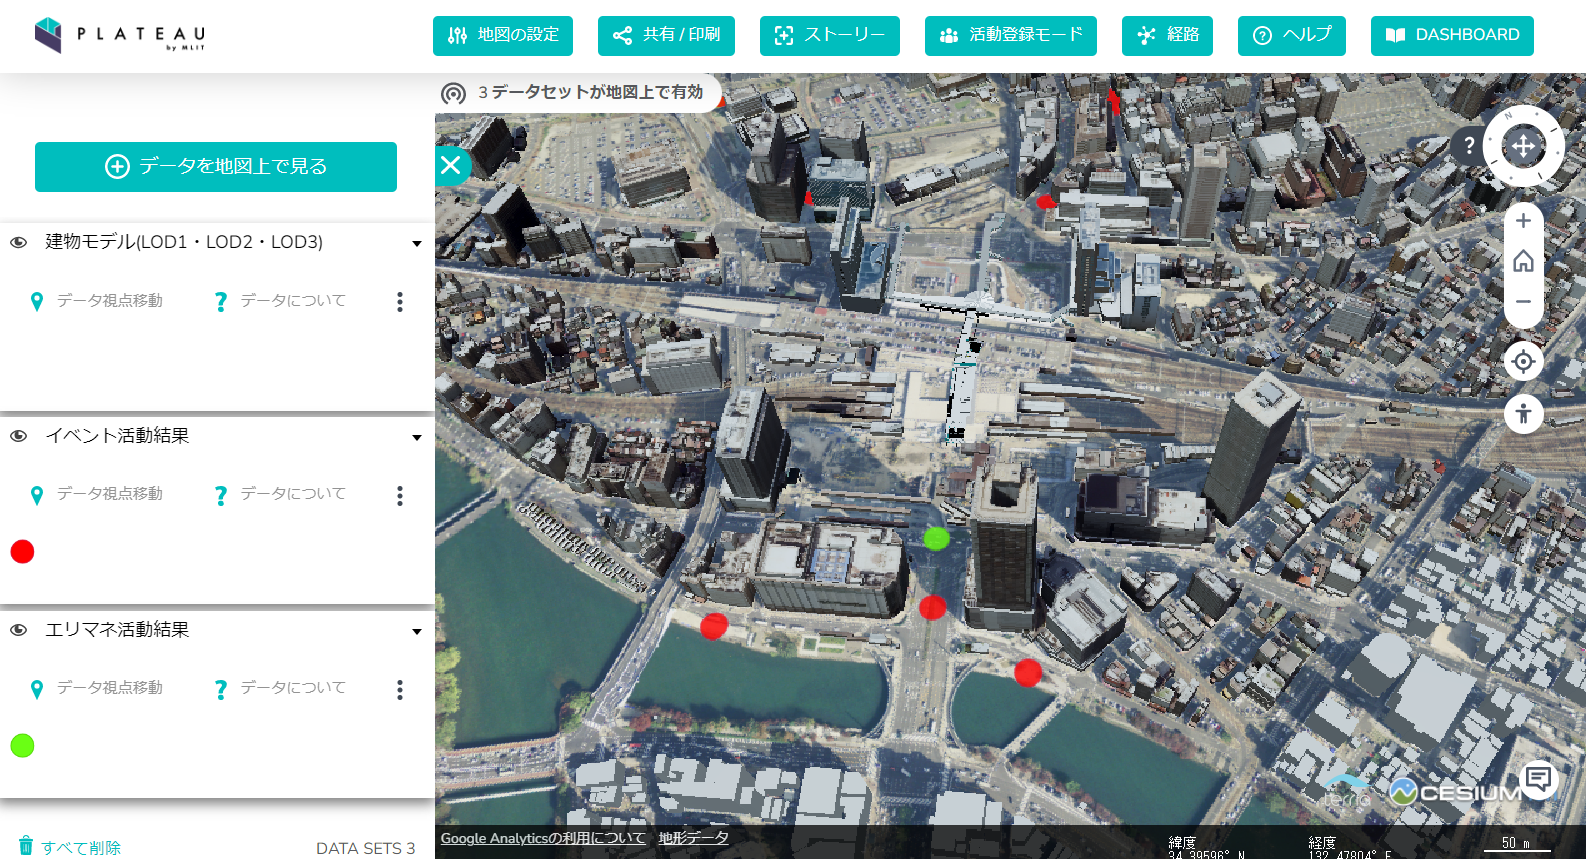 PLATEAU
by MLIT
地図の設定
共有 / 印刷
ストーリー
活動登録モード
経路
ヘルプ
DASHBOARD
3 データセットが地図上で有効
データを地図上で見る
建物モデル(LOD1・LOD2・LOD3)
データ視点移動
データについて
イベント活動結果
データ視点移動
データについて
エリマネ活動結果
データ視点移動
データについて
すべて削除
DATA SETS 3
N
?
terria
CESIUM
Google Analyticsの利用について
地形データ
緯度
34.39596° N
経度
132.47804° E
50 m